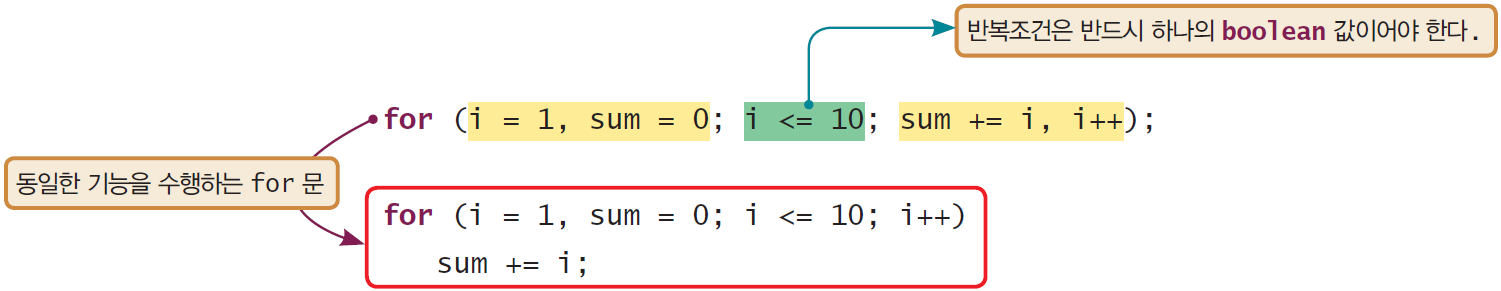 반복조건은 반드시 하나의 boolean 값이어야 한다.
for (i = 1, sum = 0; i <= 10; sum += i, i++);
동일한 기능을 수행하는 for 문
for (i = 1, sum = 0; i <= 10; i++)
sum += i;